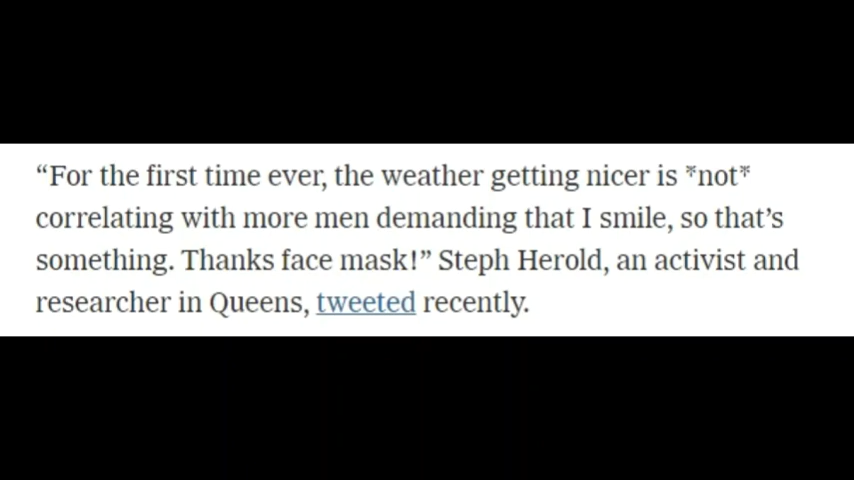 “For the first time ever, the weather getting nicer is *not*
correlating with more men demanding that I smile, so that’s
something. Thanks face mask!” Steph Herold, an activist and
researcher in Queens, tweeted recently.